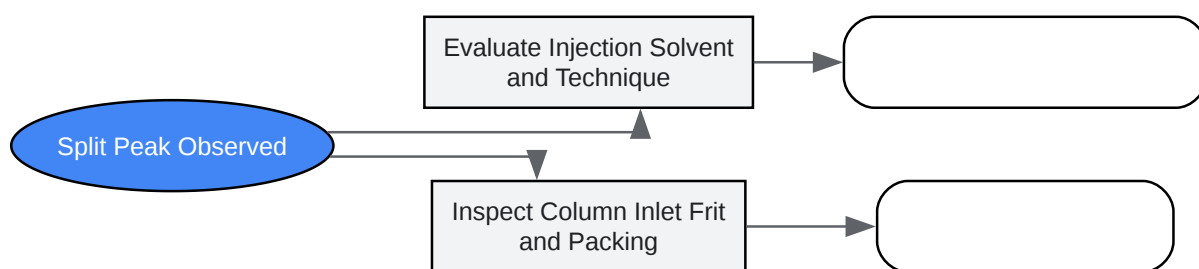 Split Peak Observed
Evaluate Injection Solvent
and Technique
Inspect Column Inlet Frit
and Packing